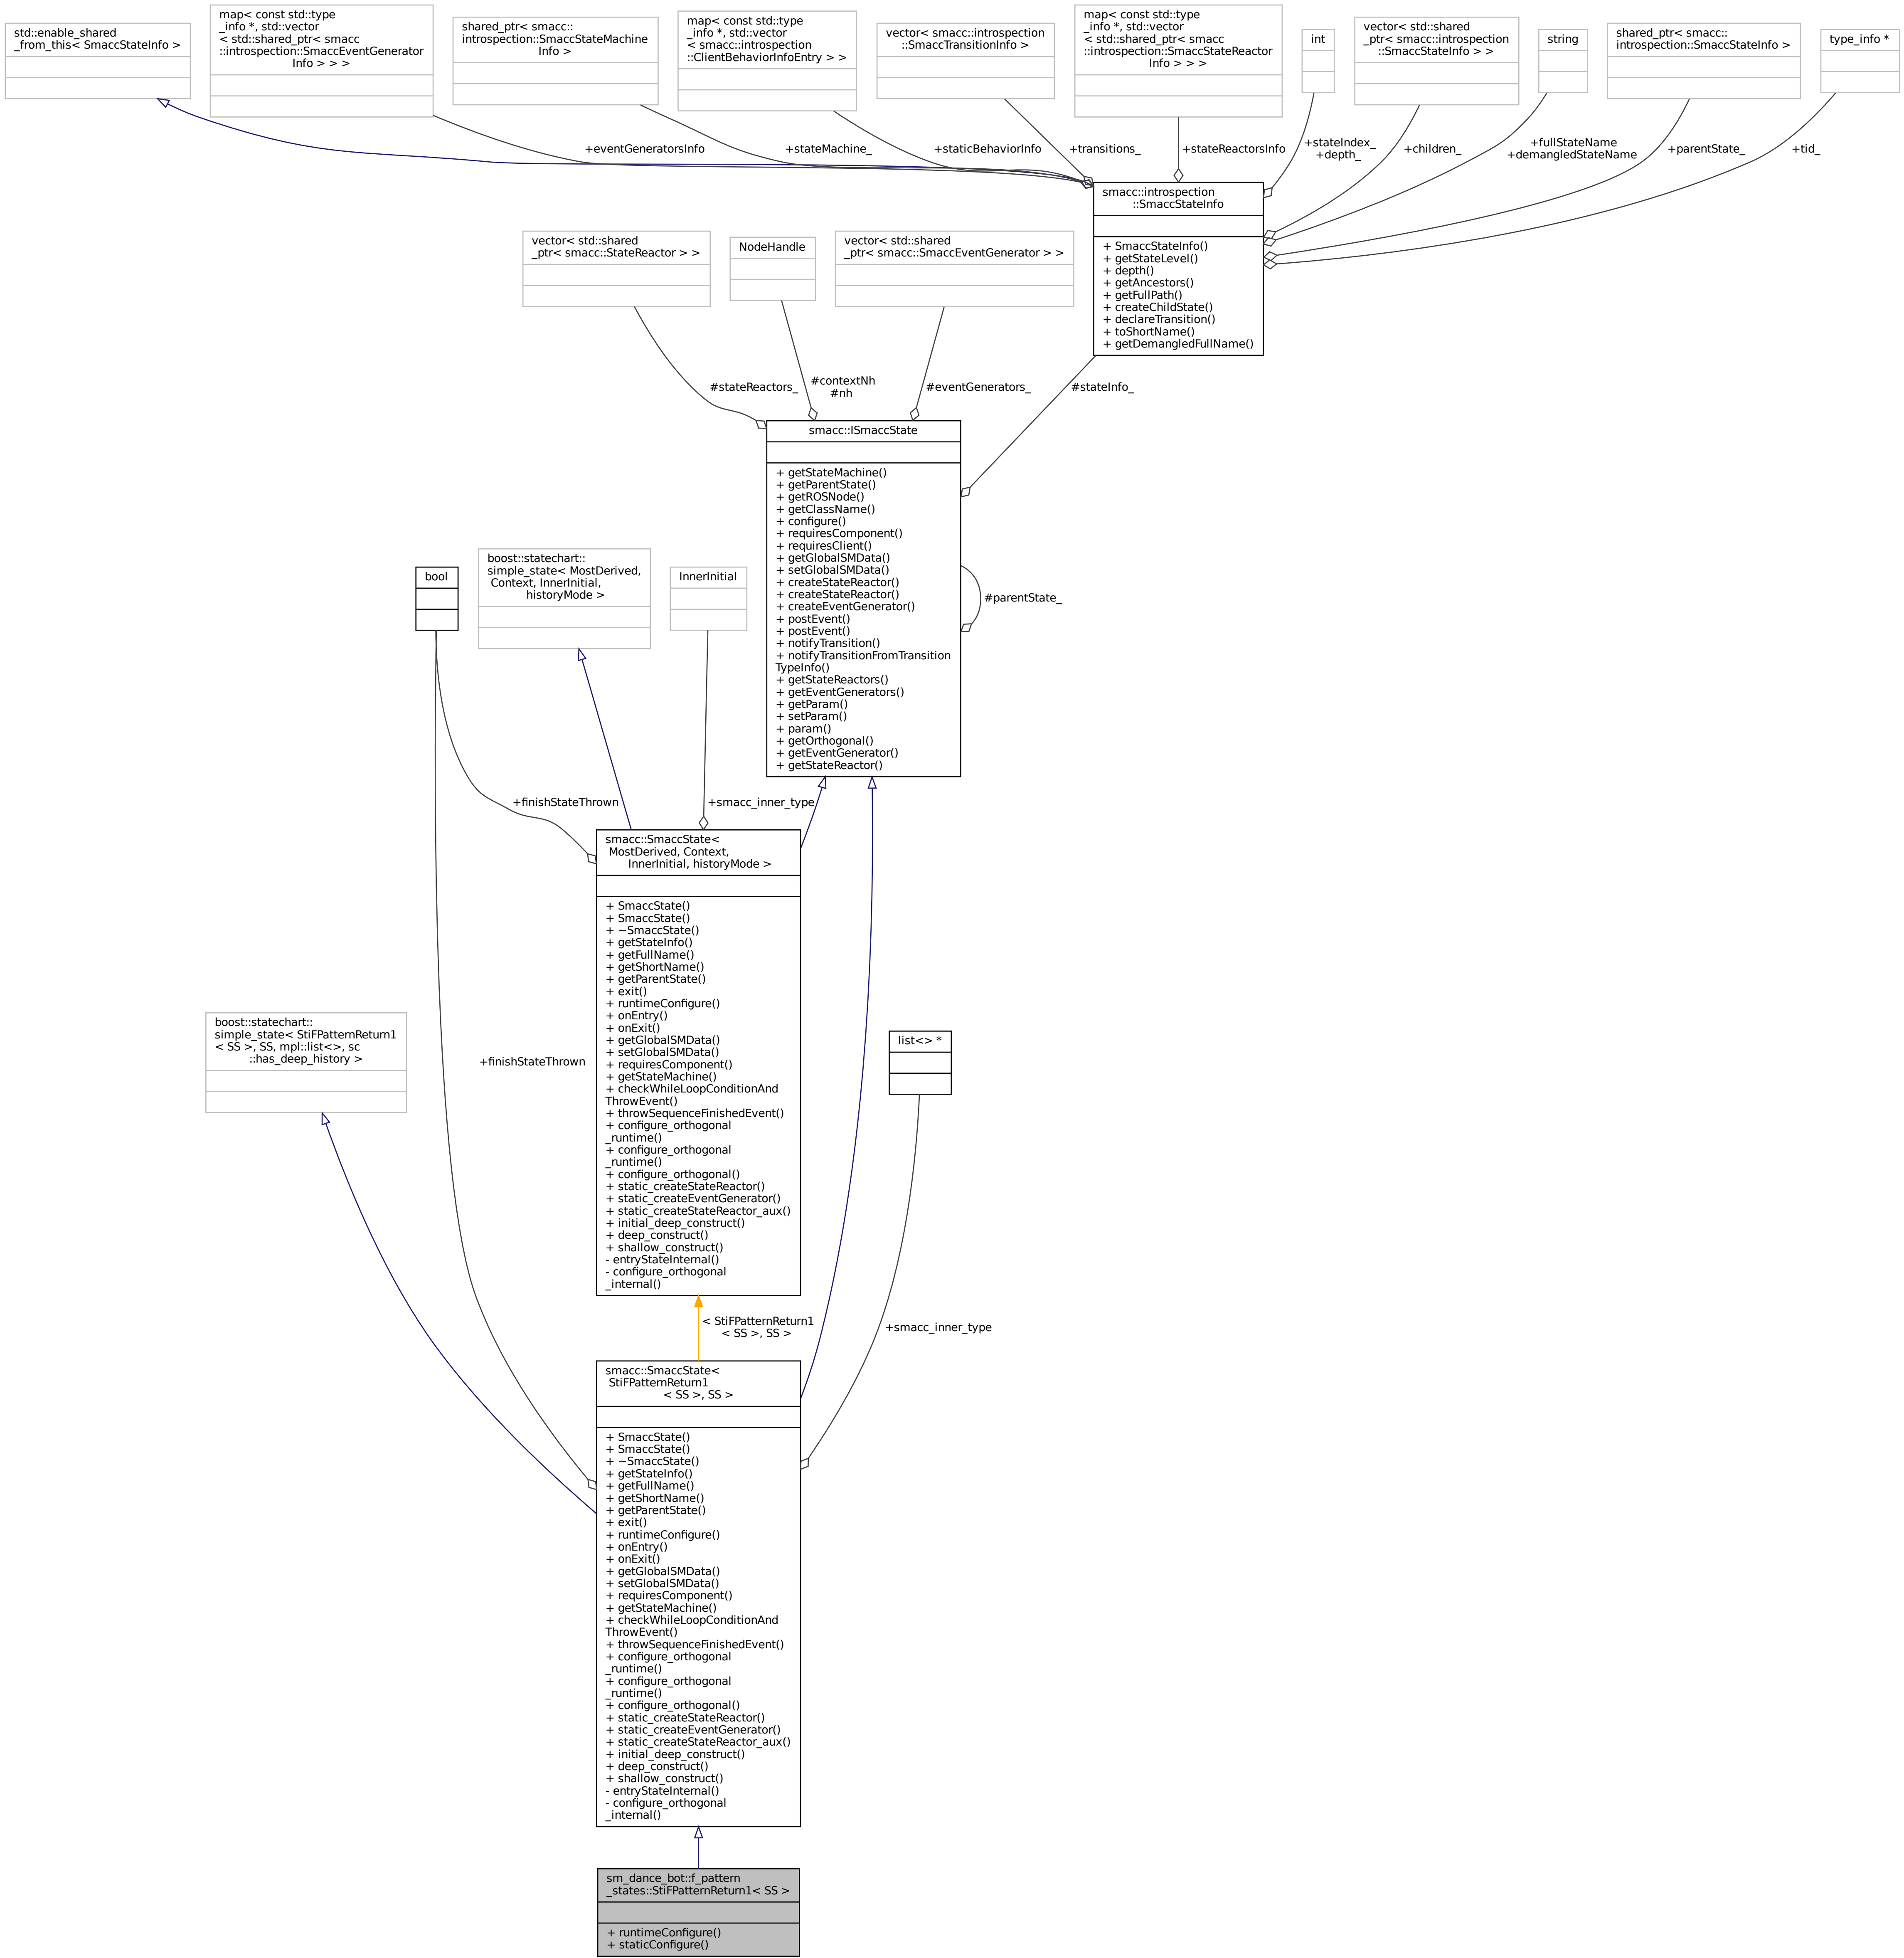 std::enable_shared
_from_this< SmaccStateInfo >
map< const std::type
_info *, std::vector
< std::shared_ptr< smacc
::introspection::SmaccEventGenerator
Info > > >
shared_ptr< smacc::
introspection::SmaccStateMachine
Info >
map< const std::type
_info *, std::vector
< smacc::introspection
::ClientBehaviorInfoEntry > >
vector< smacc::introspection
::SmaccTransitionInfo >
map< const std::type
_info *, std::vector
< std::shared_ptr< smacc
::introspection::SmaccStateReactor
Info > > >
int
vector< std::shared
_ptr< smacc::introspection
::SmaccStateInfo > >
string
shared_ptr< smacc::
introspection::SmaccStateInfo >
type_info *
+eventGeneratorsInfo
+stateMachine_
+staticBehaviorInfo
+transitions_
+stateReactorsInfo
+stateIndex_
+depth_
+children_
+fullStateName
+demangledStateName
+parentState_
+tid_
smacc::introspection
::SmaccStateInfo
+ SmaccStateInfo()
+ getStateLevel()
+ depth()
+ getAncestors()
+ getFullPath()
+ createChildState()
+ declareTransition()
+ toShortName()
+ getDemangledFullName()
vector< std::shared
_ptr< smacc::StateReactor > >
NodeHandle
vector< std::shared
_ptr< smacc::SmaccEventGenerator > >
#stateReactors_
#contextNh
#nh
#eventGenerators_
#stateInfo_
smacc::ISmaccState
+ getStateMachine()
+ getParentState()
+ getROSNode()
+ getClassName()
+ configure()
+ requiresComponent()
+ requiresClient()
+ getGlobalSMData()
+ setGlobalSMData()
+ createStateReactor()
+ createStateReactor()
+ createEventGenerator()
+ postEvent()
+ postEvent()
+ notifyTransition()
+ notifyTransitionFromTransition
TypeInfo()
+ getStateReactors()
+ getEventGenerators()
+ getParam()
+ setParam()
+ param()
+ getOrthogonal()
+ getEventGenerator()
+ getStateReactor()
#parentState_
bool
boost::statechart::
simple_state< MostDerived,
Context, InnerInitial,
historyMode >
InnerInitial
+finishStateThrown
+smacc_inner_type
smacc::SmaccState<
MostDerived, Context,
InnerInitial, historyMode >
+ SmaccState()
+ SmaccState()
+ ~SmaccState()
+ getStateInfo()
+ getFullName()
+ getShortName()
+ getParentState()
+ exit()
+ runtimeConfigure()
+ onEntry()
+ onExit()
+ getGlobalSMData()
+ setGlobalSMData()
+ requiresComponent()
+ getStateMachine()
+ checkWhileLoopConditionAnd
ThrowEvent()
+ throwSequenceFinishedEvent()
+ configure_orthogonal
_runtime()
+ configure_orthogonal
_runtime()
+ configure_orthogonal()
+ static_createStateReactor()
+ static_createEventGenerator()
+ static_createStateReactor_aux()
+ initial_deep_construct()
+ deep_construct()
+ shallow_construct()
- entryStateInternal()
- configure_orthogonal
_internal()
boost::statechart::
simple_state< StiFPatternReturn1
< SS >, SS, mpl::list<>, sc
::has_deep_history >
+finishStateThrown
list<> *
< StiFPatternReturn1
< SS >, SS >
+smacc_inner_type
smacc::SmaccState<
StiFPatternReturn1
< SS >, SS >
+ SmaccState()
+ SmaccState()
+ ~SmaccState()
+ getStateInfo()
+ getFullName()
+ getShortName()
+ getParentState()
+ exit()
+ runtimeConfigure()
+ onEntry()
+ onExit()
+ getGlobalSMData()
+ setGlobalSMData()
+ requiresComponent()
+ getStateMachine()
+ checkWhileLoopConditionAnd
ThrowEvent()
+ throwSequenceFinishedEvent()
+ configure_orthogonal
_runtime()
+ configure_orthogonal
_runtime()
+ configure_orthogonal()
+ static_createStateReactor()
+ static_createEventGenerator()
+ static_createStateReactor_aux()
+ initial_deep_construct()
+ deep_construct()
+ shallow_construct()
- entryStateInternal()
- configure_orthogonal
_internal()
sm_dance_bot::f_pattern
_states::StiFPatternReturn1< SS >
+ runtimeConfigure()
+ staticConfigure()